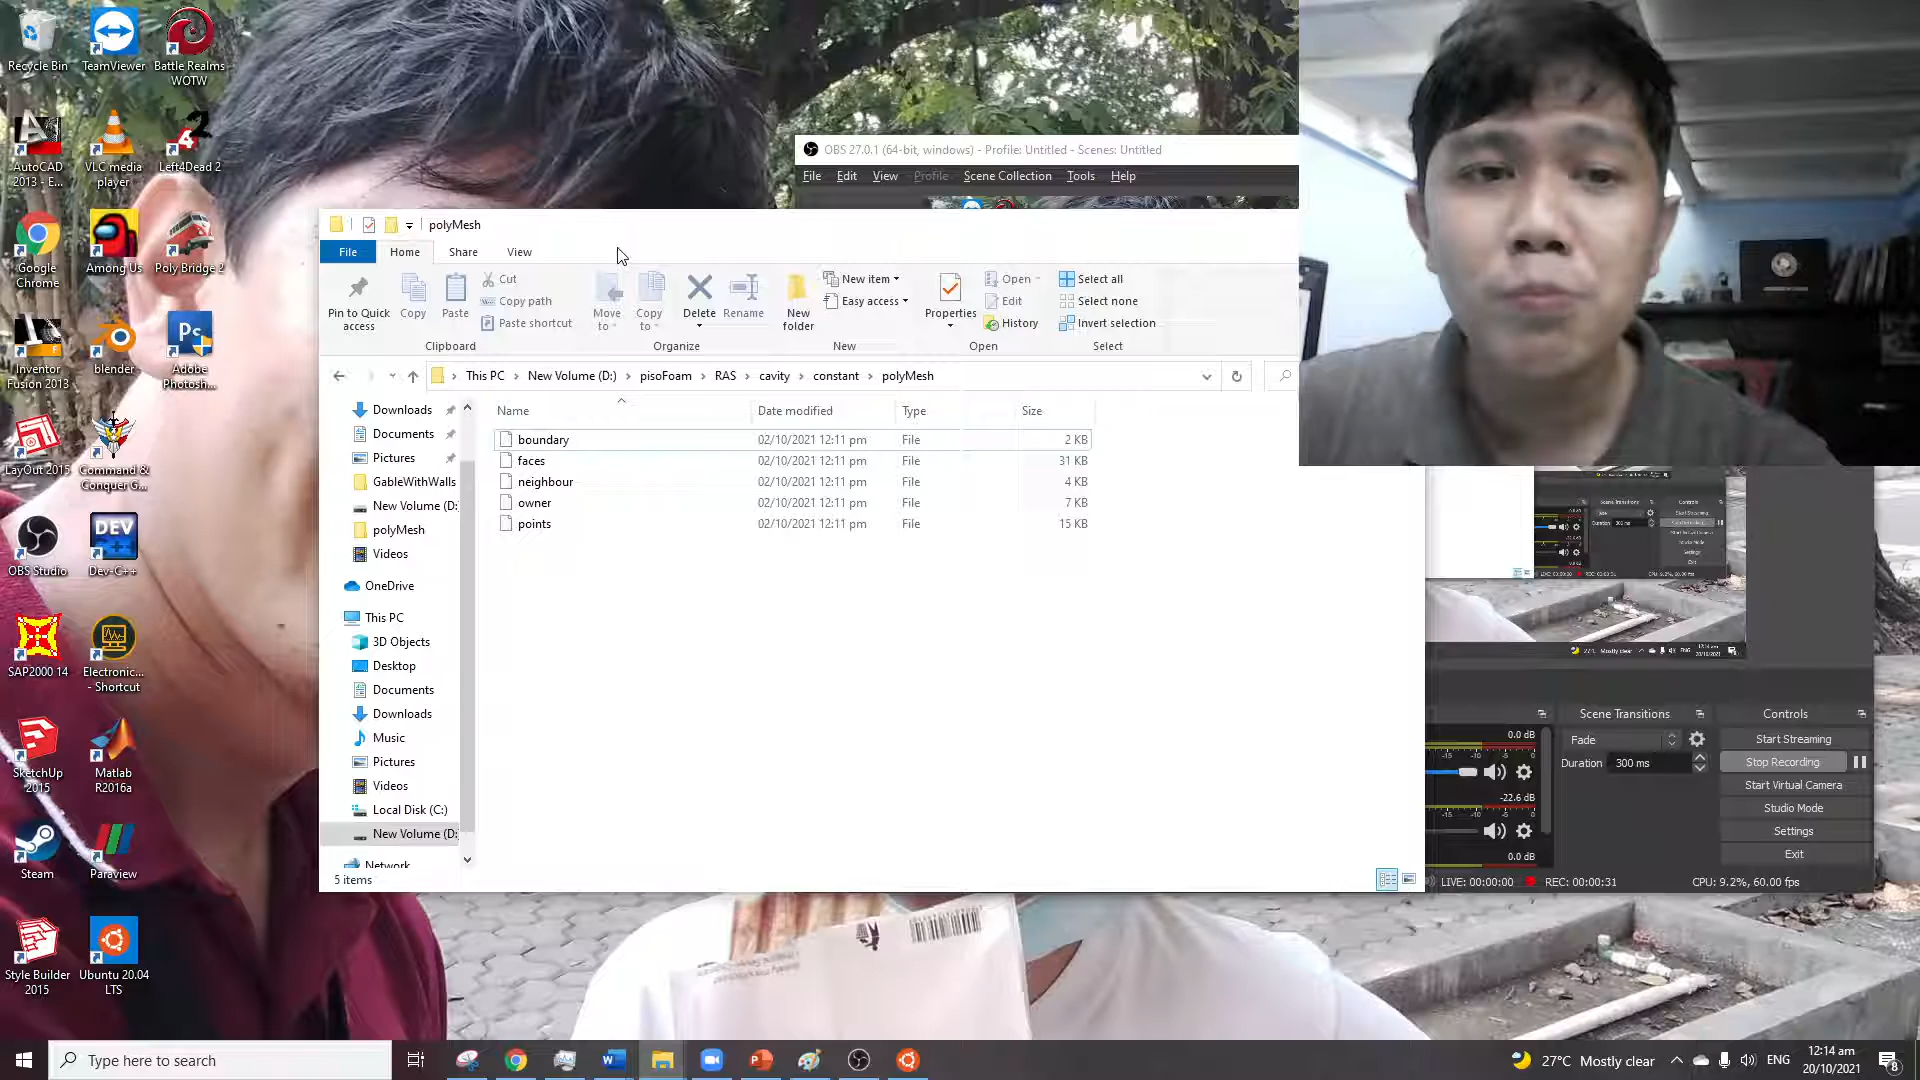 Recycle Bin
TeamViewer
Battle Realms
WOTW
AutoCAD
2013 - E...
VLC media
player
Left4Dead 2
Google
Chrome
Among Us
Poly Bridge 2
Inventor
Fusion 2013
blender
Ps
Adobe
Photosh...
LayOut 2015
Command &
Conquer G...
OBS Studio
DEV
Dev-C++
SAP2000 14
Electronic...
- Shortcut
SketchUp
2015
Matlab
R2016a
Steam
Paraview
Style Builder
2015
Ubuntu 20.04
LTS
OBS 27.0.1 (64-bit, windows) - Profile: Untitled - Scenes: Untitled
File Edit View Profile Scene Collection Tools Help
polyMesh
File Home Share View
Pin to Quick
access
Copy
Paste
Cut
Copy path
Paste shortcut
Clipboard
Move
to
Copy
to
Delete
Rename
Organize
New
folder
New item
Easy access
New
Properties
Open
Edit
History
Open
Select all
Select none
Invert selection
Select
This PC New Volume (D:) pisoFoam RAS cavity constant polyMesh
Downloads
Documents
Pictures
GableWithWalls
New Volume (D:
polyMesh
Videos
OneDrive
This PC
3D Objects
Desktop
Documents
Downloads
Music
Pictures
Videos
Local Disk (C:)
New Volume (D:
Network
Name Date modified Type Size
boundary 02/10/2021 12:11 pm File 2 KB
faces 02/10/2021 12:11 pm File 31 KB
neighbour 02/10/2021 12:11 pm File 4 KB
owner 02/10/2021 12:11 pm File 7 KB
points 02/10/2021 12:11 pm File 15 KB
5 items
0.0 dB
-22.6 dB
0.0 dB
Scene Transitions
Fade
Duration 300 ms
Controls
Start Streaming
Stop Recording
Start Virtual Camera
Studio Mode
Settings
Exit
LIVE: 00:00:00 REC: 00:00:31 CPU: 9.2%, 60.00 fps
Type here to search
27°C Mostly clear
ENG
12:14 am
20/10/2021
8